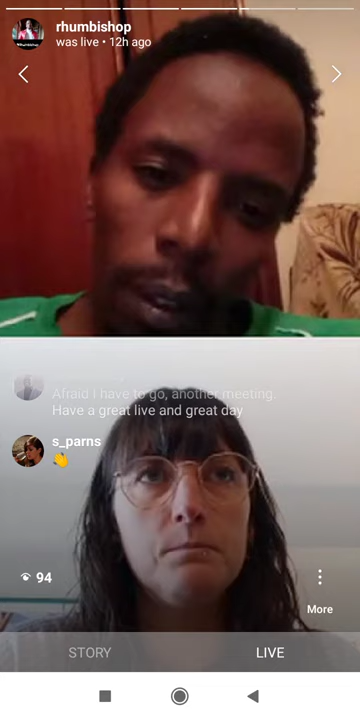 rhumbishop
was live • 12h ago
Afraid i have to go, another meeting.
Have a great live and great day
s_parns
94
More
STORY
LIVE